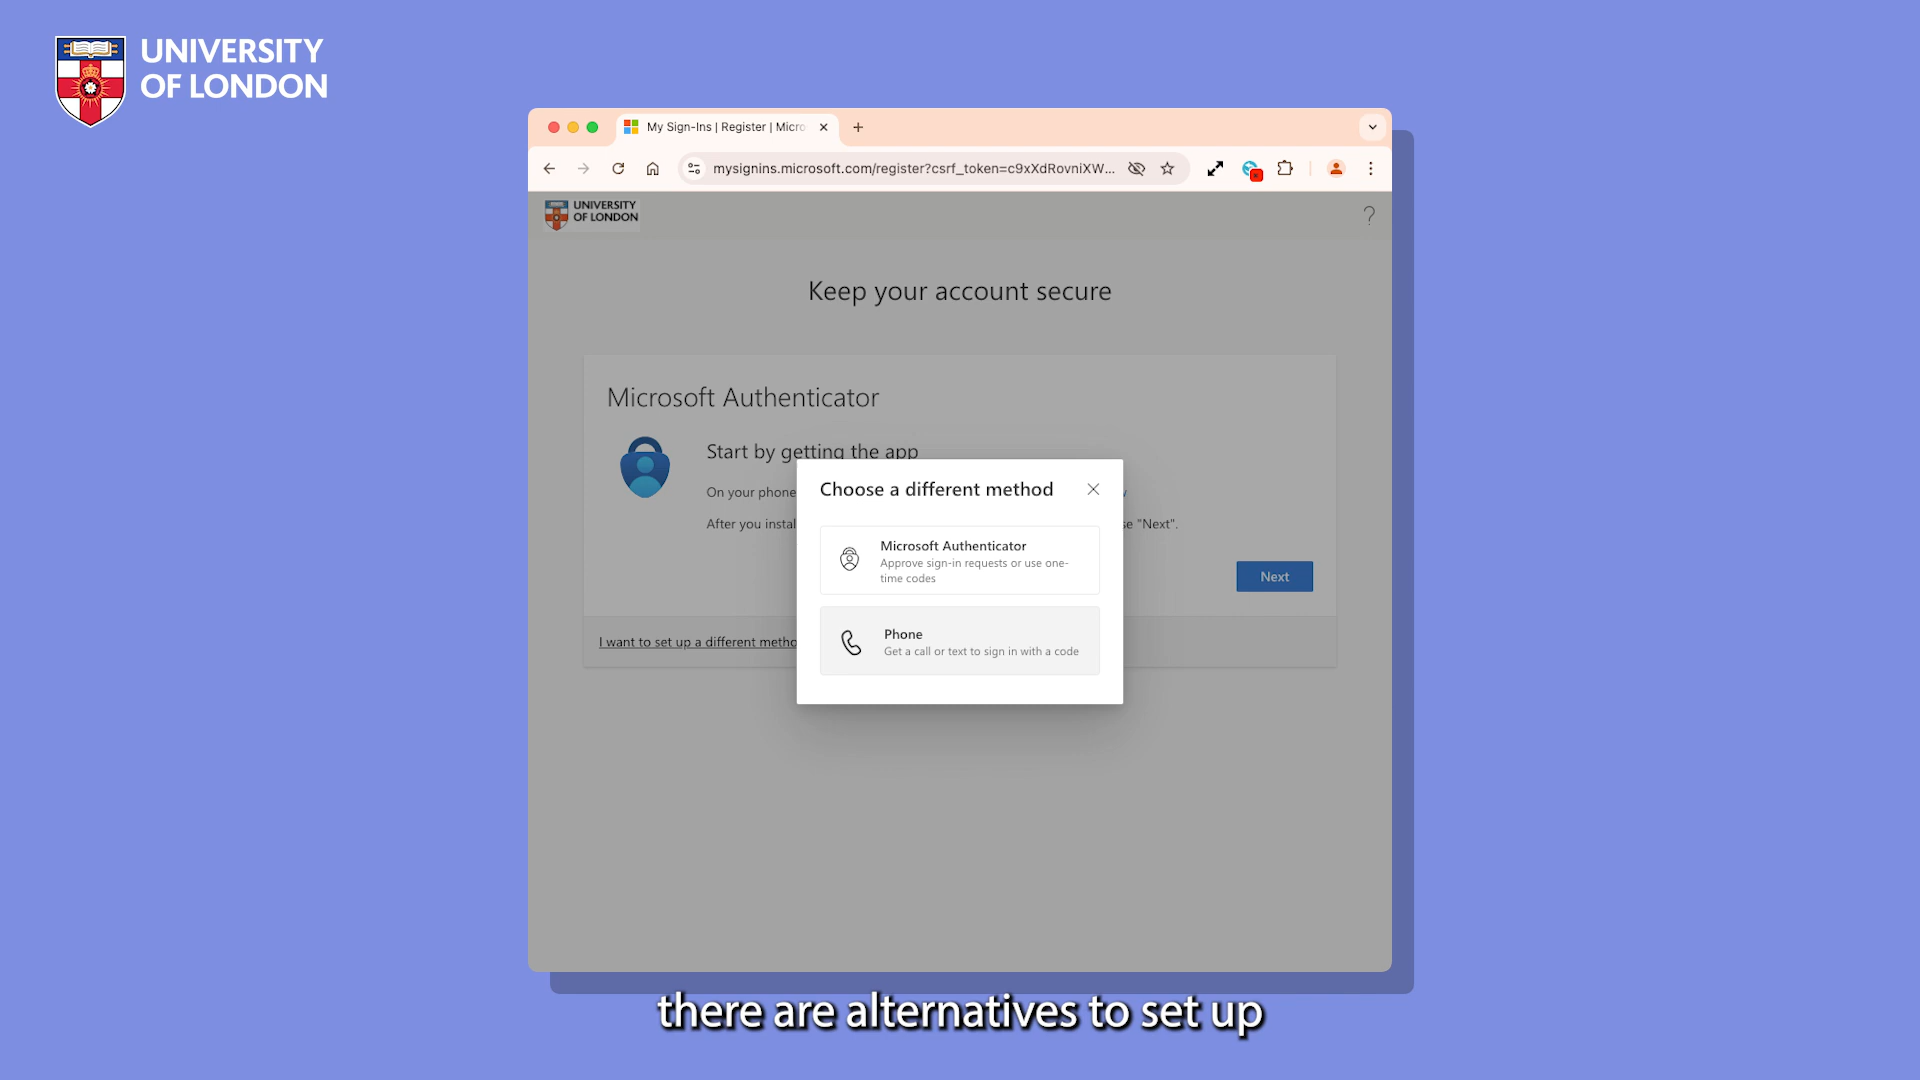 UNIVERSITY
OF LONDON
My Sign-Ins | Register | Micro
mysignins.microsoft.com/register?csrf_token=c9xXdRovniXW...
UNIVERSITY
OF LONDON
?
Keep your account secure
Microsoft Authenticator
Start by getting the app
On your phone
After you instal
se "Next".
Next
I want to set up a different metho
Choose a different method
Microsoft Authenticator
Approve sign-in requests or use one-
time codes
Phone
Get a call or text to sign in with a code
there are alternatives to set up